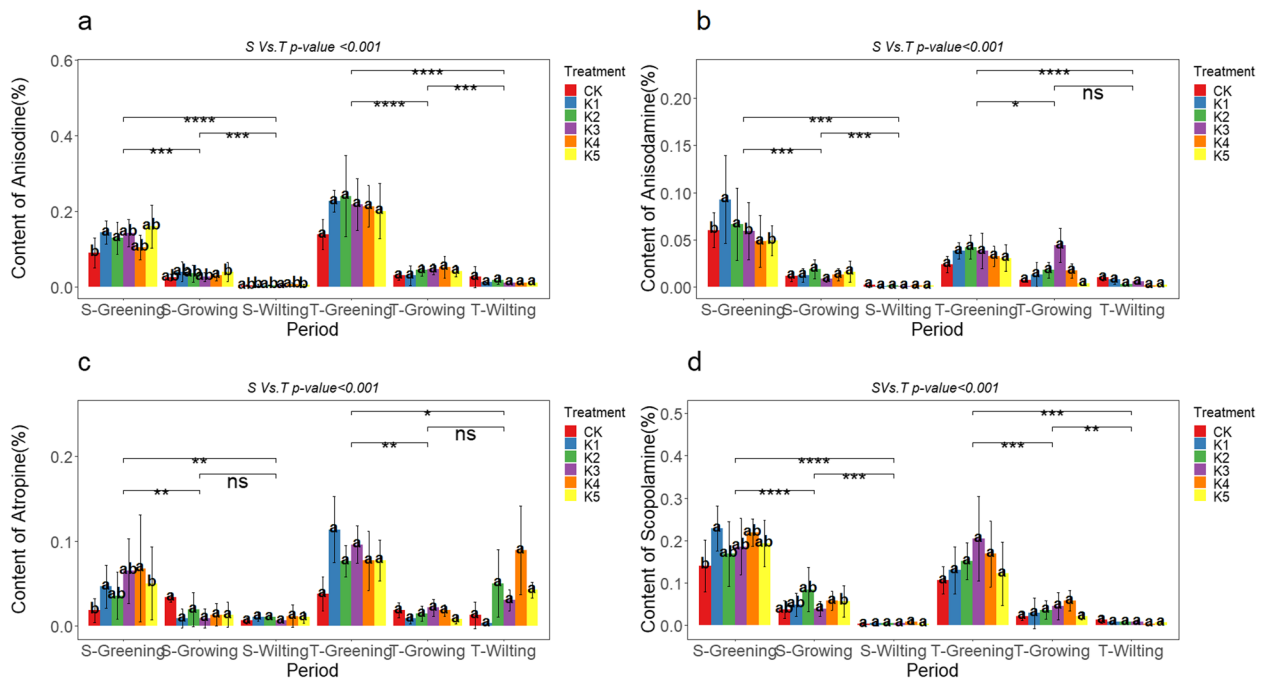 a
S Vs.T p-value <0.001
Content of Anisodine(%)
0.6
0.4
0.2
0.0
****
***
***
****
***
****
b a a ab ab ab
S-Greening S-Growing S-Wilting T-Greening T-Growing T-Wilting
Period
Treatment
CK
K1
K2
K3
K4
K5
b
S Vs.T p-value<0.001
Content of Anisodamine(%)
0.20
0.15
0.10
0.05
0.00
****
ns
*
***
***
***
b a a b a b
S-Greening S-Growing S-Wilting T-Greening T-Growing T-Wilting
Period
Treatment
CK
K1
K2
K3
K4
K5
c
S Vs.T p-value<0.001
Content of Atropine(%)
0.2
0.1
0.0
*
ns
**
**
ns
**
b a ab ab a b
S-Greening S-Growing S-Wilting T-Greening T-Growing T-Wilting
Period
Treatment
CK
K1
K2
K3
K4
K5
d
SVs.T p-value<0.001
Content of Scopolamine(%)
0.5
0.4
0.3
0.2
0.1
0.0
***
**
***
****
***
****
b a ab ab ab ab
S-Greening S-Growing S-Wilting T-Greening T-Growing T-Wilting
Period
Treatment
CK
K1
K2
K3
K4
K5